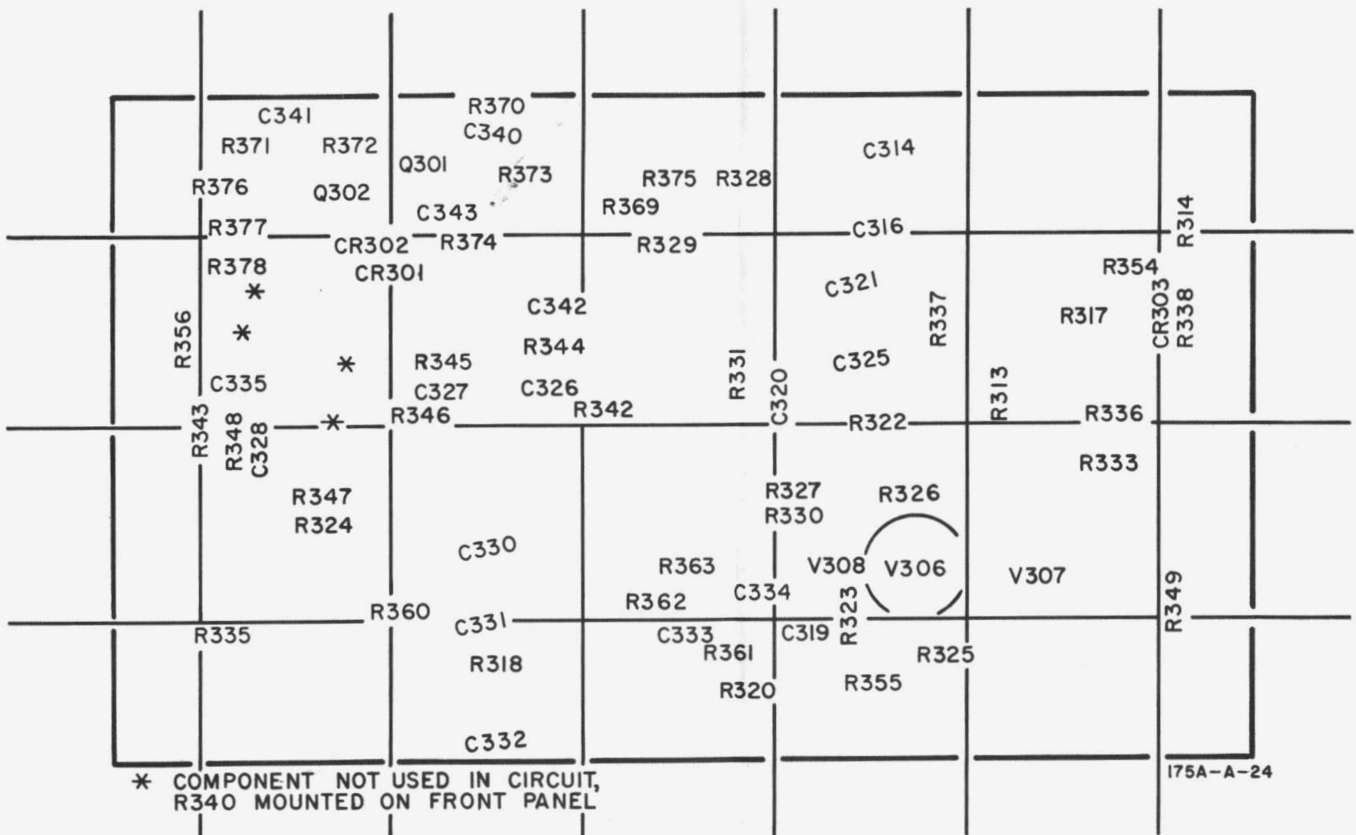 R370
C341
C340
R371 R372
Q301
C314
R373
R375 R328
R376 Q302
R369
C343
R377
C316
R314
CR302 R374 R329
R378 CR301
R354
C321
C342
R317
R337
CR303
R338
R356
R344
R345
C325
R331
C335 C327 C326
C320
R313
R346 R342
R322
R336
R343
R348
C328
R333
R347
R327 R326
R324
R330
C330
R363
V308 V306 V307
C334
R362
R360
R323
R349
C331
R335
C333 C319
R361
R325
R318
R320
R355
C332
* COMPONENT NOT USED IN CIRCUIT,
R340 MOUNTED ON FRONT PANEL
175A-A-24